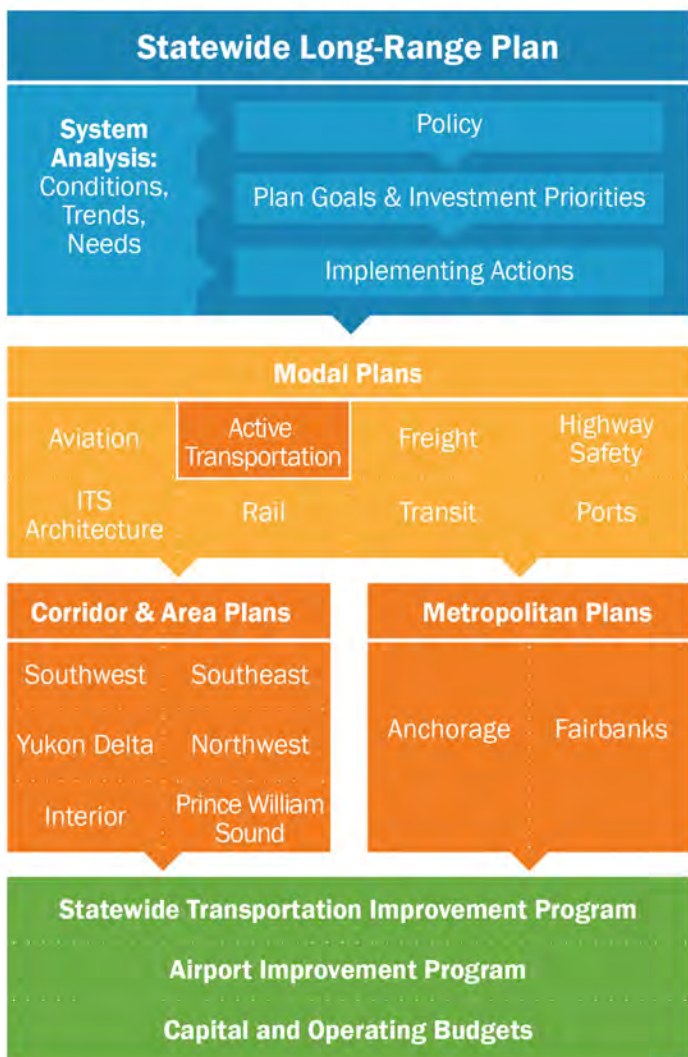 Statewide Long-Range Plan
System
Analysis:
Conditions,
Trends,
Needs
Policy
Plan Goals & Investment Priorities
Implementing Actions
Modal Plans
Aviation
Active
Transportation
Freight
Highway
Safety
ITS
Architecture
Rail
Transit
Ports
Corridor & Area Plans
Southwest
Southeast
Yukon Delta
Northwest
Interior
Prince William
Sound
Metropolitan Plans
Anchorage
Fairbanks
Statewide Transportation Improvement Program
Airport Improvement Program
Capital and Operating Budgets